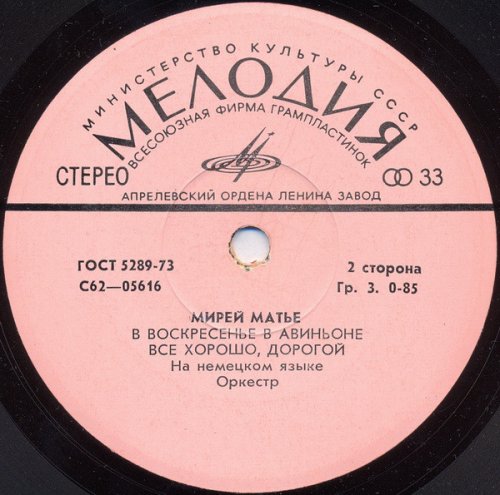 МИНИСТЕРСТВО КУЛЬТУРЫ СССР
МЕЛОДИЯ
ВСЕСОЮЗНАЯ ФИРМА ГРАМПЛАСТИНОК
СТЕРЕО 33
АПРЕЛЕВСКИЙ ОРДЕНА ЛЕНИНА ЗАВОД
ГОСТ 5289-73 2 сторона
С62—05616 Гр. 3. 0-85
МИРЕЙ МАТЬЕ
В ВОСКРЕСЕНЬЕ В АВИНЬОНЕ
ВСЕ ХОРОШО, ДОРОГОЙ
На немецком языке
Оркестр